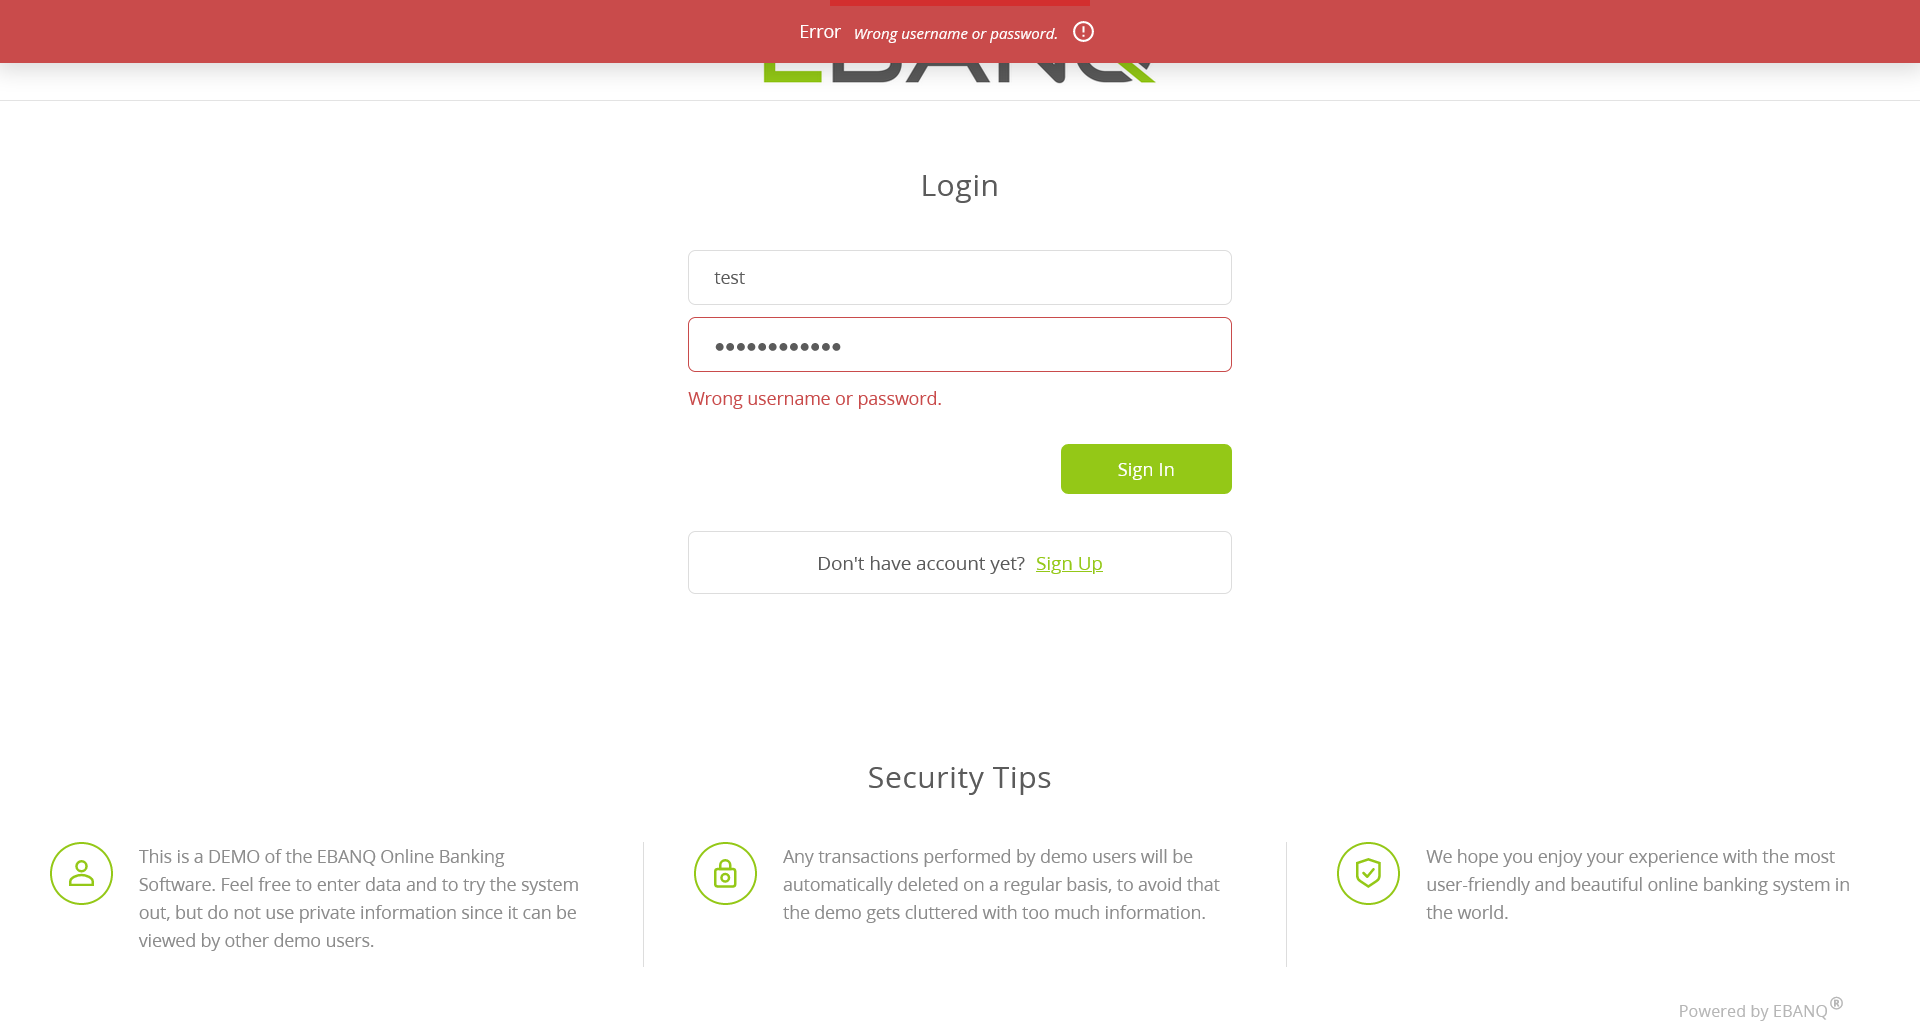 Error Wrong username or password.
EBANQ
Login
test
Wrong username or password.
Sign In
Don't have account yet? Sign Up
Security Tips
This is a DEMO of the EBANQ Online Banking
Software. Feel free to enter data and to try the system
out, but do not use private information since it can be
viewed by other demo users.
Any transactions performed by demo users will be
automatically deleted on a regular basis, to avoid that
the demo gets cluttered with too much information.
We hope you enjoy your experience with the most
user-friendly and beautiful online banking system in
the world.
Powered by EBANQ®